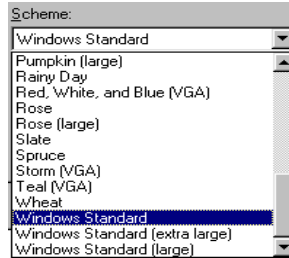 Scheme:
Windows Standard
Pumpkin (large)
Rainy Day
Red, White, and Blue (VGA)
Rose
Rose (large)
Slate
Spruce
Storm (VGA)
Teal (VGA)
Wheat
Windows Standard
Windows Standard (extra large)
Windows Standard (large)